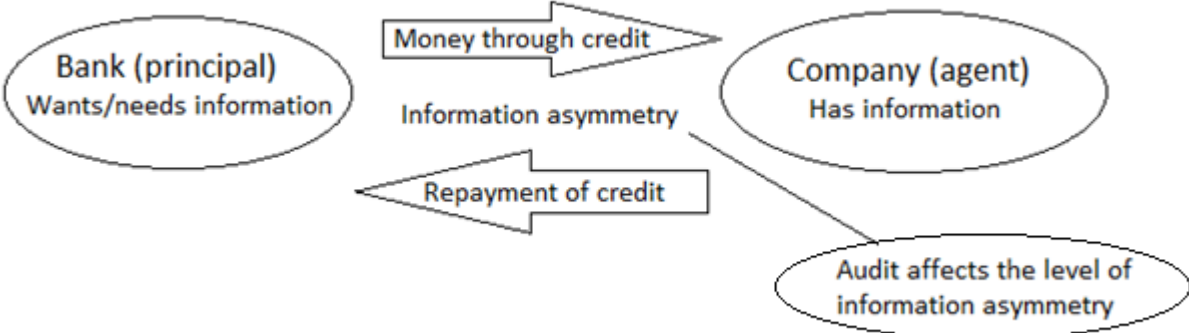 Money through credit
Bank (principal)
Wants/needs information
Company (agent)
Has information
Information asymmetry
Repayment of credit
Audit affects the level of
information asymmetry